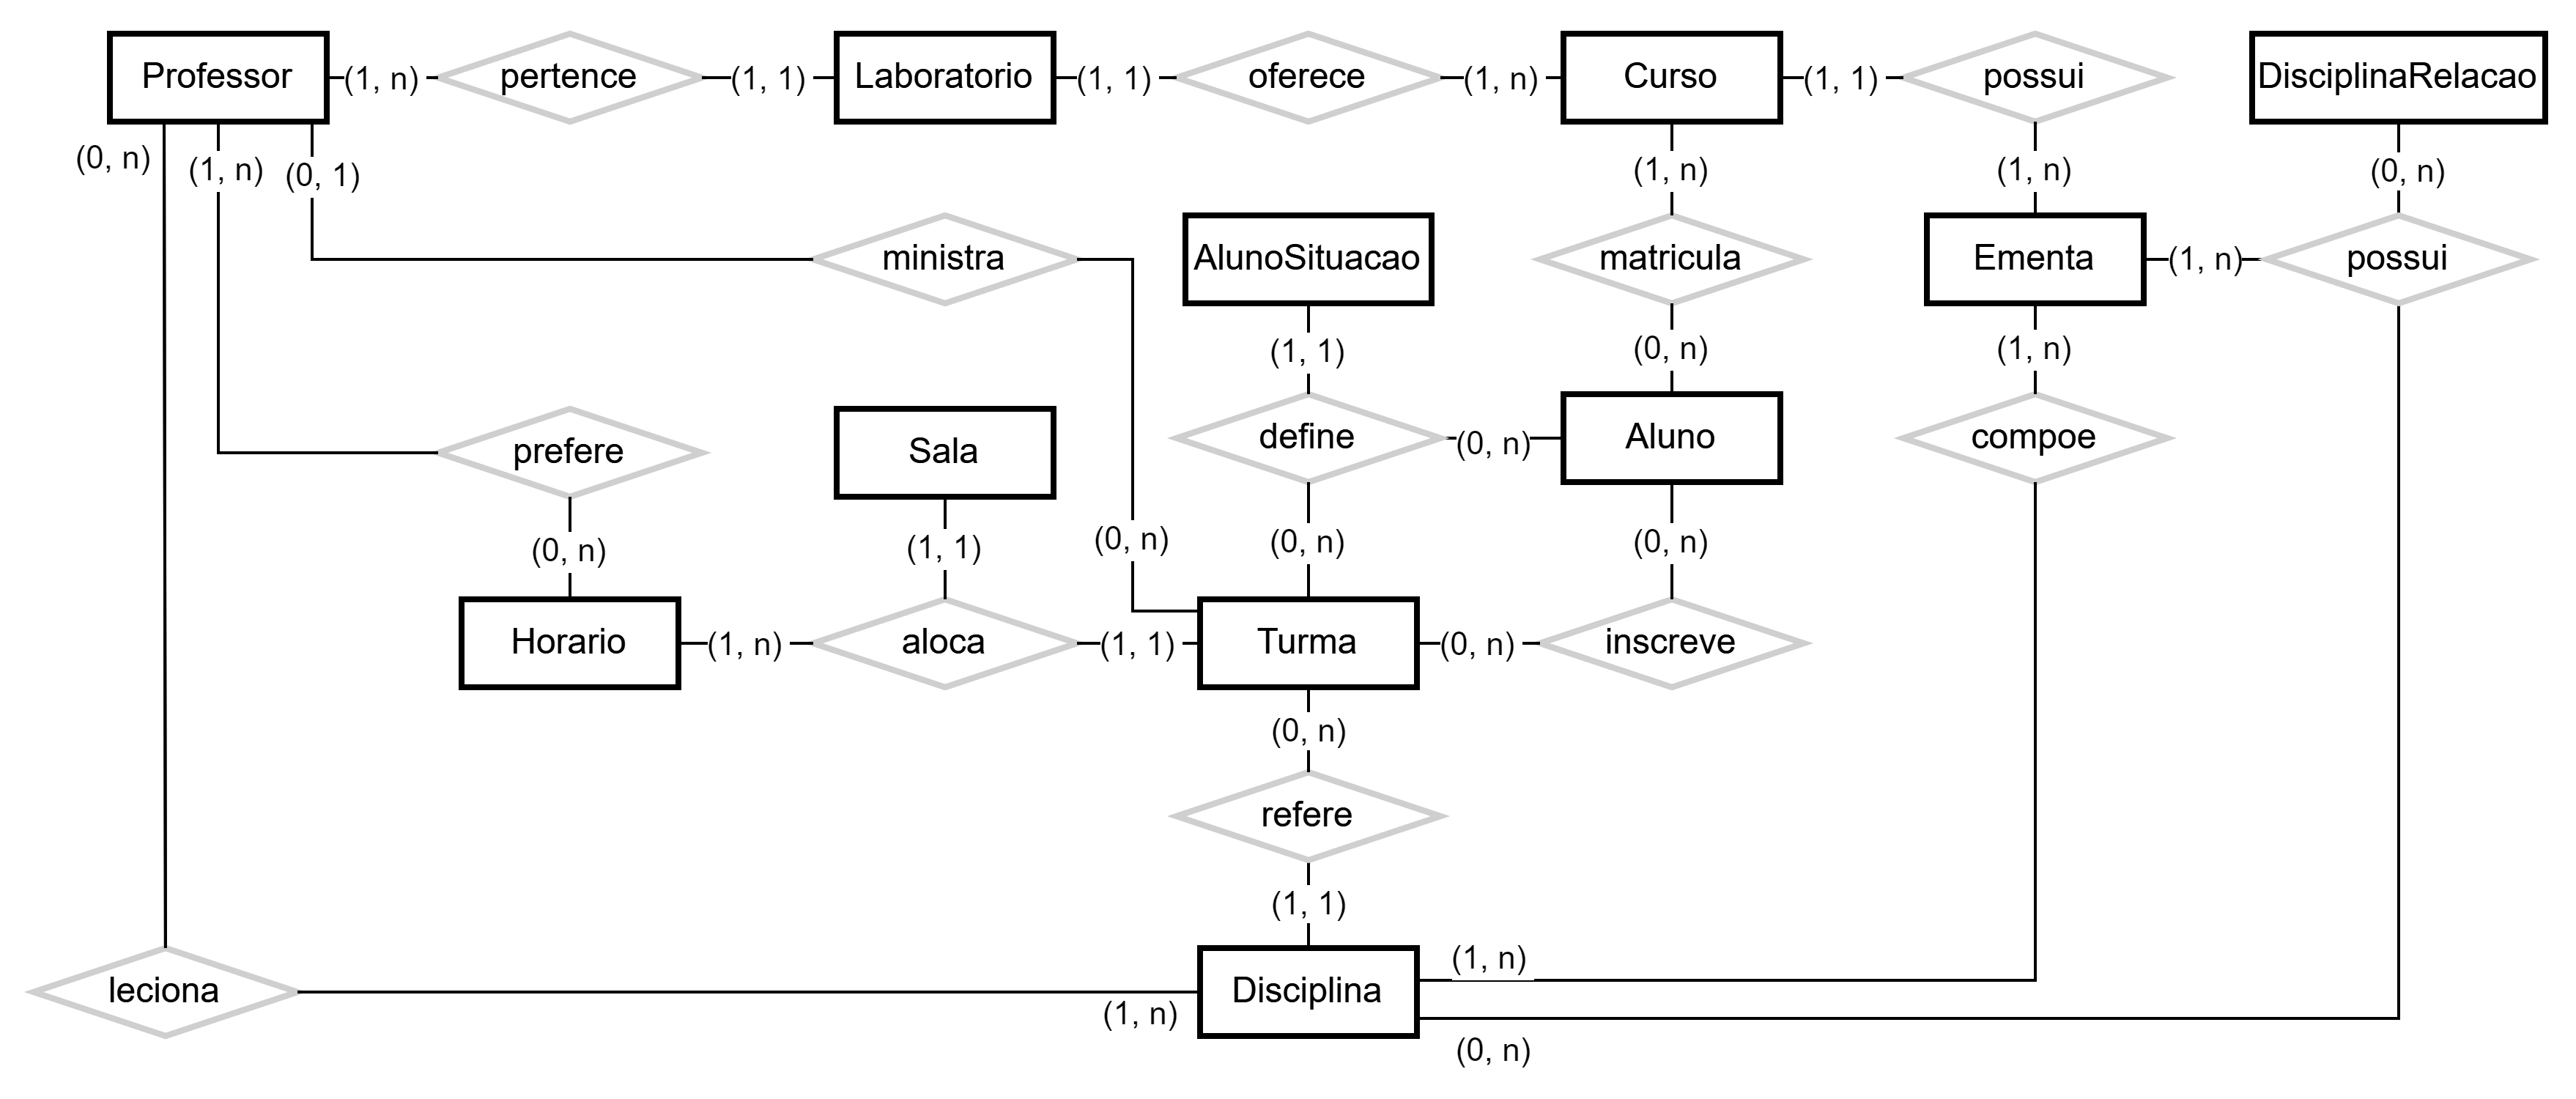 Professor
(1, n)
pertence
(1, 1)
Laboratorio
(1, 1)
oferece
(1, n)
Curso
(1, 1)
possui
DisciplinaRelacao
(0, n)
(1, n)
(0, 1)
(1, n)
(1, n)
(0, n)
ministra
AlunoSituacao
matricula
Ementa
(1, n)
possui
(1, 1)
(0, n)
(1, n)
prefere
Sala
define
(0, n)
Aluno
compoe
(0, n)
(1, 1)
(0, n)
(0, n)
(0, n)
Horario
(1, n)
aloca
(1, 1)
Turma
(0, n)
inscreve
(0, n)
refere
(1, 1)
(1, n)
leciona
(1, n)
Disciplina
(0, n)